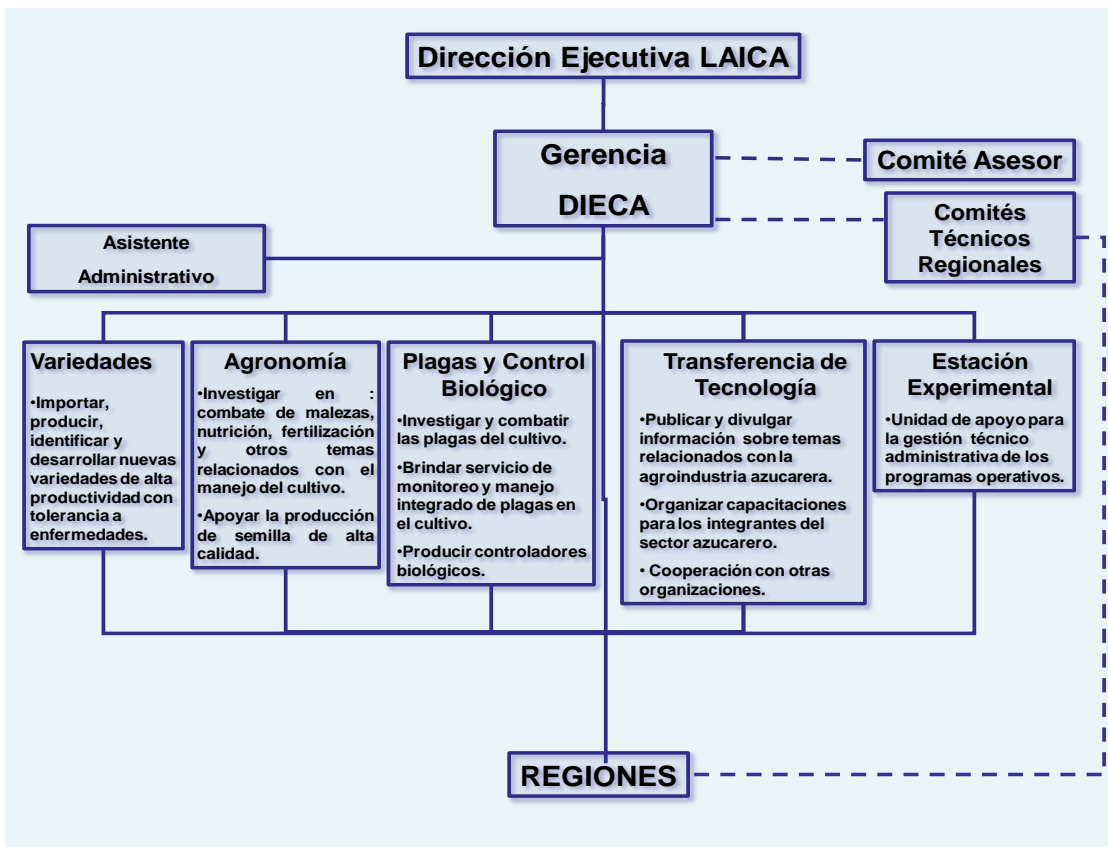 Dirección Ejecutiva LAICA
Gerencia
DIECA
Comité Asesor
Comités
Técnicos
Regionales
Asistente
Administrativo
Variedades
•Importar,
producir,
identificar y
desarrollar nuevas
variedades de alta
productividad con
tolerancia a
enfermedades.
Agronomía
•Investigar en :
combate de malezas,
nutrición, fertilización
y otros temas
relacionados con el
manejo del cultivo.
•Apoyar la producción
de semilla de alta
calidad.
Plagas y Control
Biológico
•Investigar y combatir
las plagas del cultivo.
•Brindar servicio de
monitoreo y manejo
integrado de plagas en
el cultivo.
•Producir controladores
biológicos.
Transferencia de
Tecnología
•Publicar y divulgar
información sobre temas
relacionados con la
agroindustria azucarera.
•Organizar capacitaciones
para los integrantes del
sector azucarero.
• Cooperación con otras
organizaciones.
Estación
Experimental
•Unidad de apoyo para
la gestión técnico
administrativa de los
programas operativos.
REGIONES